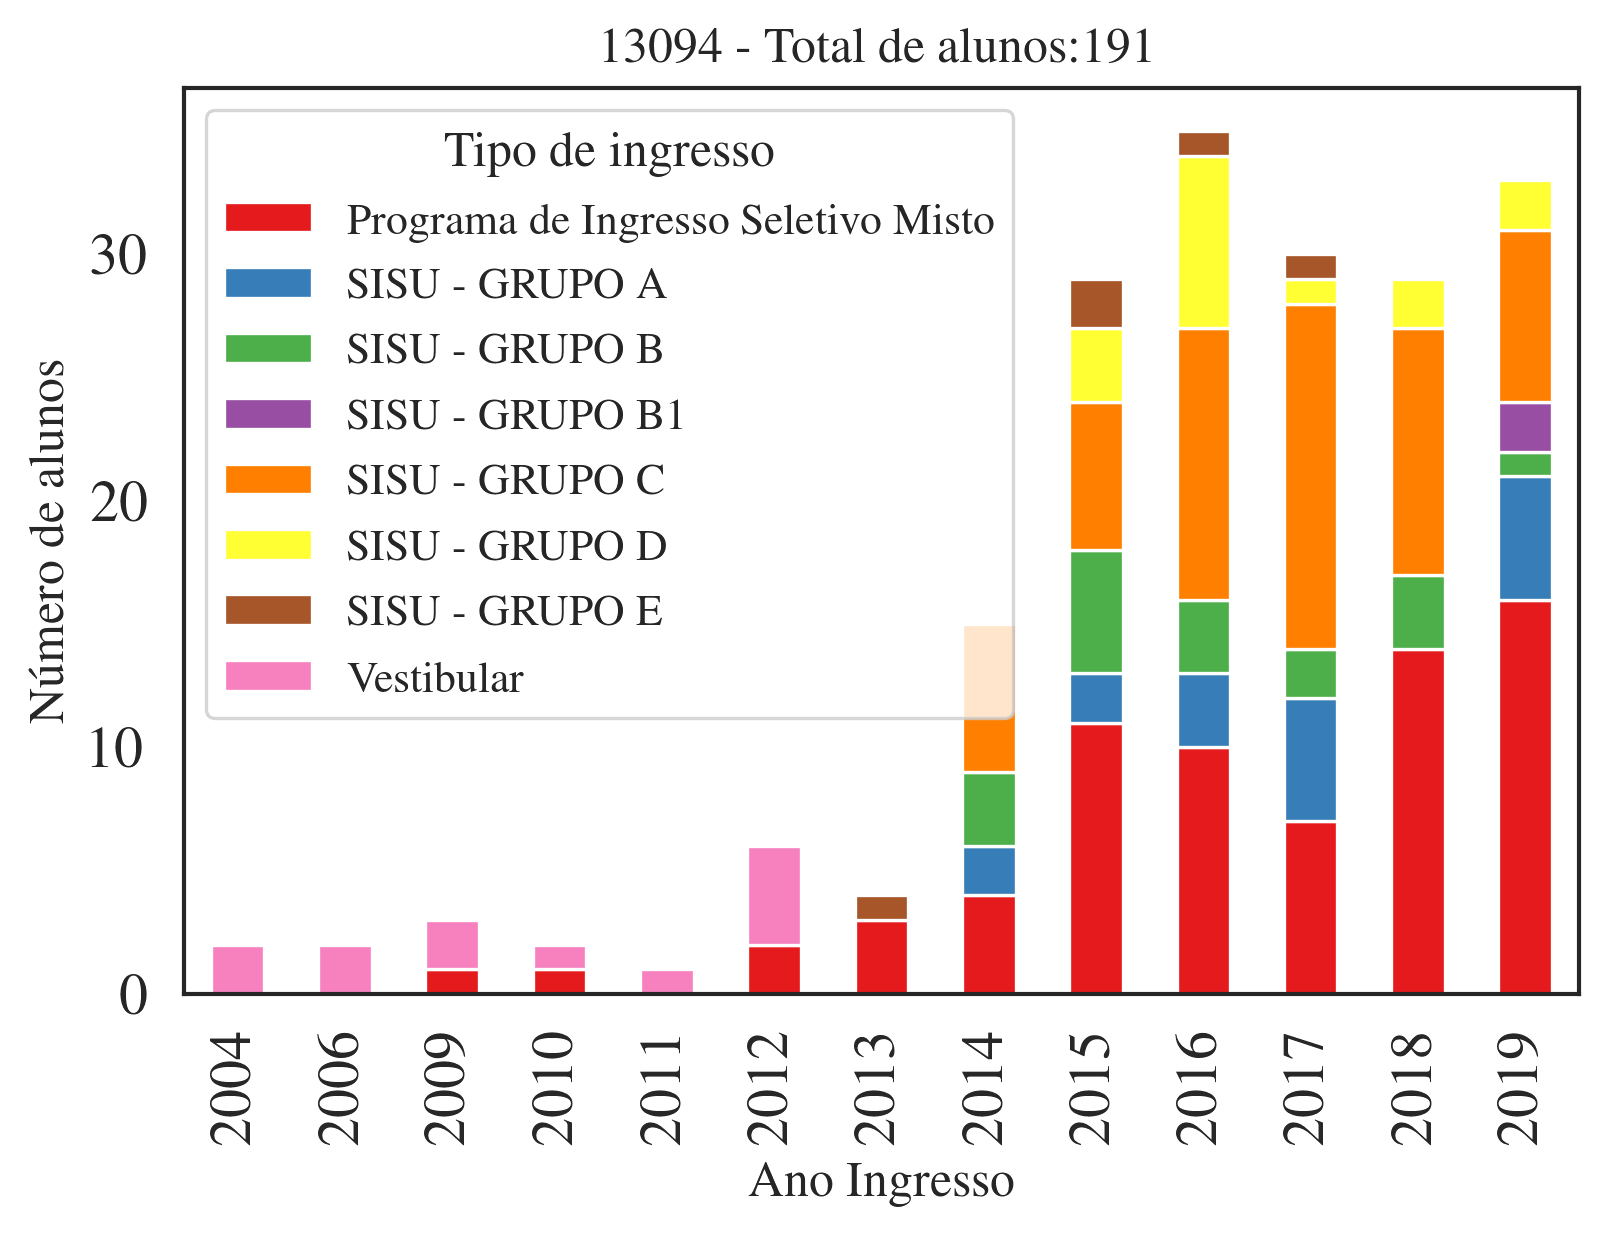 13094 - Total de alunos:191
Tipo de ingresso
Programa de Ingresso Seletivo Misto
SISU - GRUPO A
SISU - GRUPO B
SISU - GRUPO B1
SISU - GRUPO C
SISU - GRUPO D
SISU - GRUPO E
Vestibular
Número de alunos
30
20
10
0
2004
2006
2009
2010
2011
2012
2013
2014
2015
2016
2017
2018
2019
Ano Ingresso